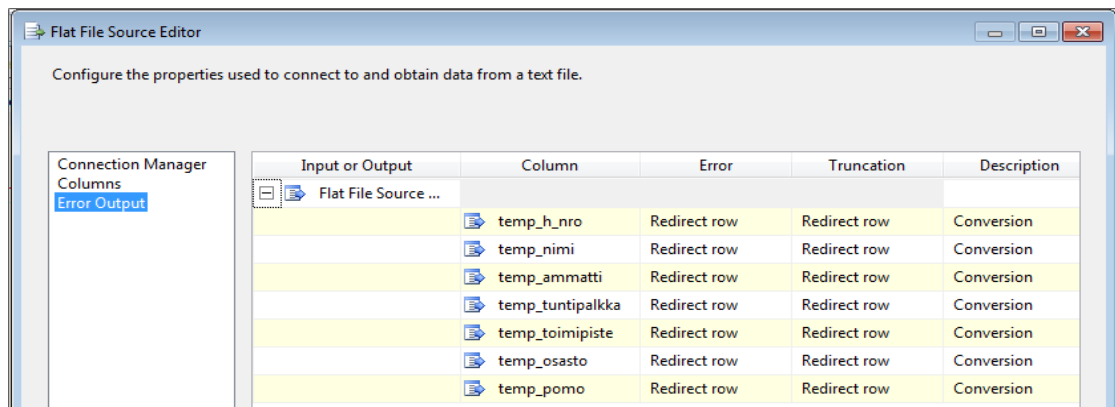 Flat File Source Editor
Configure the properties used to connect to and obtain data from a text file.
Connection Manager
Columns
Error Output
Input or Output Column Error Truncation Description
Flat File Source ...
temp_h_nro Redirect row Redirect row Conversion
temp_nimi Redirect row Redirect row Conversion
temp_ammatti Redirect row Redirect row Conversion
temp_tuntipalkka Redirect row Redirect row Conversion
temp_toimipiste Redirect row Redirect row Conversion
temp_osasto Redirect row Redirect row Conversion
temp_pomo Redirect row Redirect row Conversion